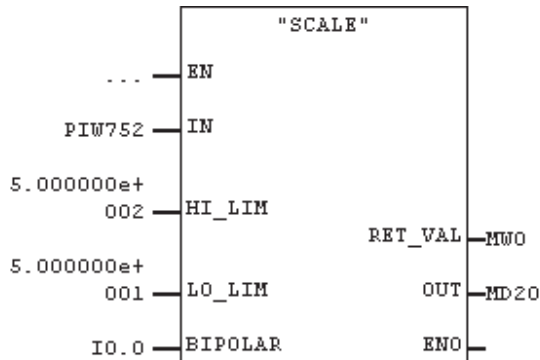 "SCALE"
... EN
PIW752 IN
5.000000e+
002 HI_LIM
RET_VAL MW0
5.000000e+
001 LO_LIM OUT MD20
I0.0 BIPOLAR ENO